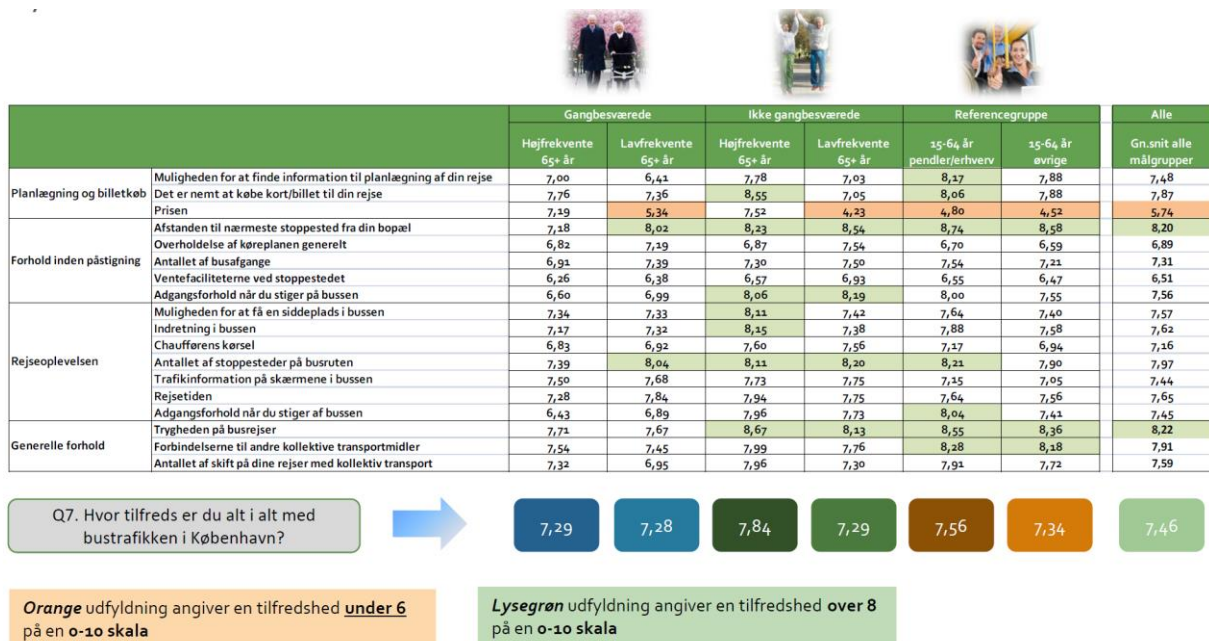 Gangbesværede Ikke gangbesværede Referencegruppe Alle
Højfrekvente 65+ år Lavfrekvente 65+ år Højfrekvente 65+ år Lavfrekvente 65+ år 15-64 år pendler/erhverv 15-64 år øvrige Gn.snit alle målgrupper
Planlægning og billetkøb
Muligheden for at finde information til planlægning af din rejse 7,00 6,41 7,78 7,03 8,17 7,88 7,48
Det er nemt at købe kort/billet til din rejse 7,76 7,36 8,55 7,05 8,06 7,88 7,87
Prisen 7,19 5,34 7,52 4,23 4,80 4,52 5,74
Forhold inden påstigning
Afstanden til nærmeste stoppested fra din bopæl 7,18 8,02 8,23 8,54 8,74 8,58 8,20
Overholdelse af køreplanen generelt 6,82 7,19 6,87 7,54 6,70 6,59 6,89
Antallet af busafgange 6,91 7,39 7,30 7,50 7,54 7,21 7,31
Ventefaciliteterne ved stoppestedet 6,26 6,38 6,57 6,93 6,55 6,47 6,51
Adgangsforhold når du stiger på bussen 6,60 6,99 8,06 8,19 8,00 7,55 7,56
Rejseoplevelsen
Muligheden for at få en siddeplads i bussen 7,34 7,33 8,11 7,42 7,64 7,40 7,57
Indretning i bussen 7,17 7,32 8,15 7,38 7,88 7,58 7,62
Chaufførens kørsel 6,83 6,92 7,60 7,56 7,17 6,94 7,16
Antallet af stoppesteder på busruten 7,39 8,04 8,11 8,20 8,21 7,90 7,97
Trafikinformation på skærmene i bussen 7,50 7,68 7,73 7,75 7,15 7,05 7,44
Rejsetiden 7,28 7,84 7,94 7,75 7,64 7,56 7,65
Adgangsforhold når du stiger af bussen 6,43 6,89 7,96 7,73 8,04 7,41 7,45
Generelle forhold
Trygheden på busrejser 7,71 7,67 8,67 8,13 8,55 8,36 8,22
Forbindelserne til andre kollektive transportmidler 7,54 7,45 7,99 7,76 8,28 8,18 7,91
Antallet af skift på dine rejser med kollektiv transport 7,32 6,95 7,96 7,30 7,91 7,72 7,59
Q7. Hvor tilfreds er du alt i alt med
bustrafikken i København?
7,29 7,28 7,84 7,29 7,56 7,34 7,46
Orange udfyldning angiver en tilfredshed under 6
på en 0-10 skala
Lysegrøn udfyldning angiver en tilfredshed over 8
på en 0-10 skala